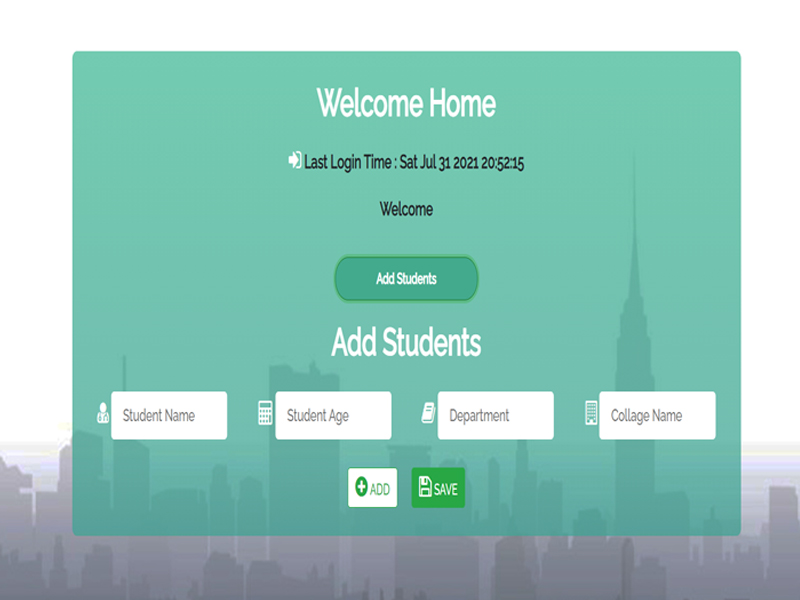 Welcome Home
Last Login Time : Sat Jul 31 2021 20:52:15
Welcome
Add Students
Add Students
Student Name Student Age Department Collage Name
ADD SAVE